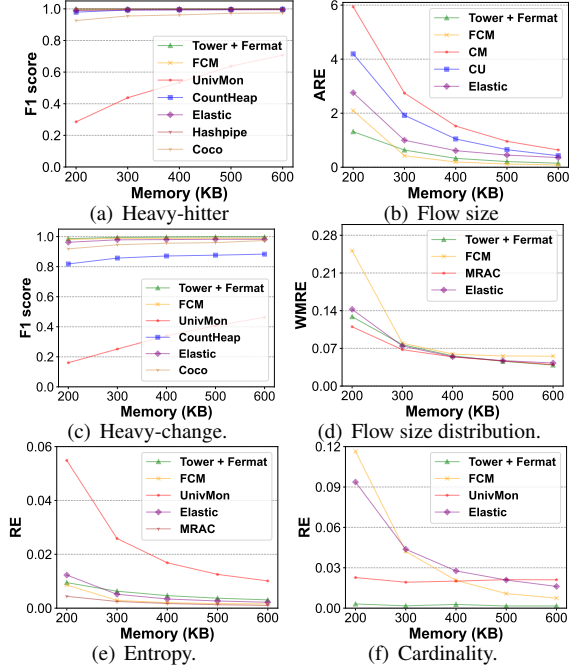 1.0
0.8
0.6
0.4
0.2
0.0
F1 score
Tower + Fermat
FCM
UnivMon
CountHeap
Elastic
Hashpipe
Coco
200 300 400 500 600
Memory (KB)
(a) Heavy-hitter
6
4
2
0
ARE
Tower + Fermat
FCM
CM
CU
Elastic
200 300 400 500 600
Memory (KB)
(b) Flow size
1.0
0.8
0.6
0.4
0.2
0.0
F1 score
Tower + Fermat
FCM
UnivMon
CountHeap
Elastic
Coco
200 300 400 500 600
Memory (KB)
(c) Heavy-change.
0.28
0.21
0.14
0.07
0.00
WMRE
Tower + Fermat
FCM
MRAC
Elastic
200 300 400 500 600
Memory (KB)
(d) Flow size distribution.
0.06
0.04
0.02
0.00
RE
Tower + Fermat
FCM
UnivMon
Elastic
MRAC
200 300 400 500 600
Memory (KB)
(e) Entropy.
0.12
0.09
0.06
0.03
0.00
RE
Tower + Fermat
FCM
UnivMon
Elastic
200 300 400 500 600
Memory (KB)
(f) Cardinality.